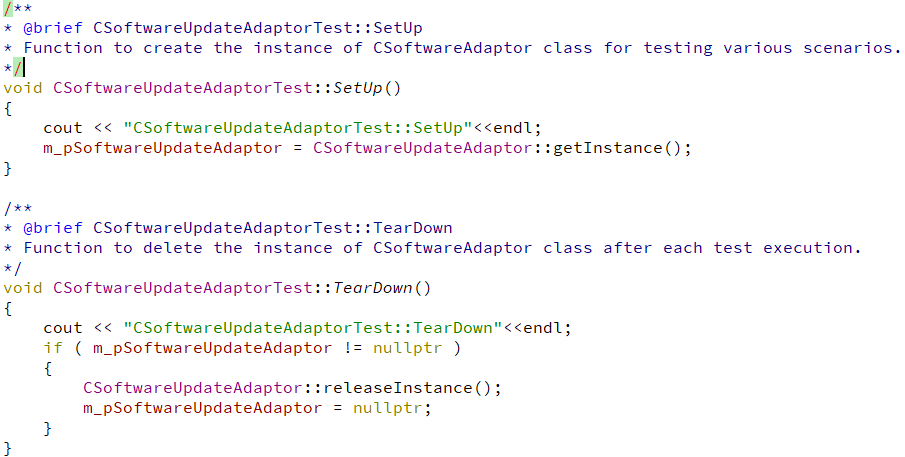 /**
* @brief CSoftwareUpdateAdaptorTest::SetUp
* Function to create the instance of CSoftwareAdaptor class for testing various scenarios.
*/
void CSoftwareUpdateAdaptorTest::SetUp()
{
    cout << "CSoftwareUpdateAdaptorTest::SetUp"<<endl;
    m_pSoftwareUpdateAdaptor = CSoftwareUpdateAdaptor::getInstance();
}

/**
* @brief CSoftwareUpdateAdaptorTest::TearDown
* Function to delete the instance of CSoftwareAdaptor class after each test execution.
*/
void CSoftwareUpdateAdaptorTest::TearDown()
{
    cout << "CSoftwareUpdateAdaptorTest::TearDown"<<endl;
    if ( m_pSoftwareUpdateAdaptor != nullptr )
    {
        CSoftwareUpdateAdaptor::releaseInstance();
        m_pSoftwareUpdateAdaptor = nullptr;
    }
}